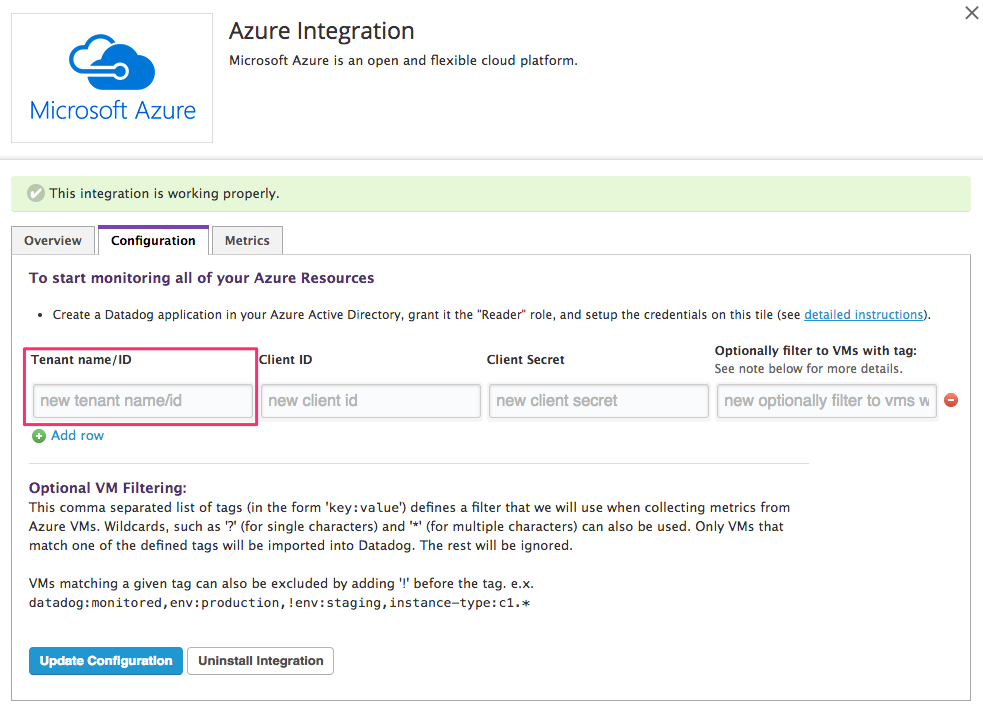 Microsoft Azure
Azure Integration
Microsoft Azure is an open and flexible cloud platform.
This integration is working properly.
Overview
Configuration
Metrics
To start monitoring all of your Azure Resources
• Create a Datadog application in your Azure Active Directory, grant it the "Reader" role, and setup the credentials on this tile (see detailed instructions).
Tenant name/ID
Client ID
Client Secret
Optionally filter to VMs with tag:
See note below for more details.
new tenant name/id
new client id
new client secret
new optionally filter to vms w
Add row
Optional VM Filtering:
This comma separated list of tags (in the form 'key:value') defines a filter that we will use when collecting metrics from
Azure VMs. Wildcards, such as '?' (for single characters) and '*' (for multiple characters) can also be used. Only VMs that
match one of the defined tags will be imported into Datadog. The rest will be ignored.
VMs matching a given tag can also be excluded by adding '!' before the tag. e.x.
datadog:monitored,env:production,!env:staging,instance-type:c1.*
Update Configuration
Uninstall Integration